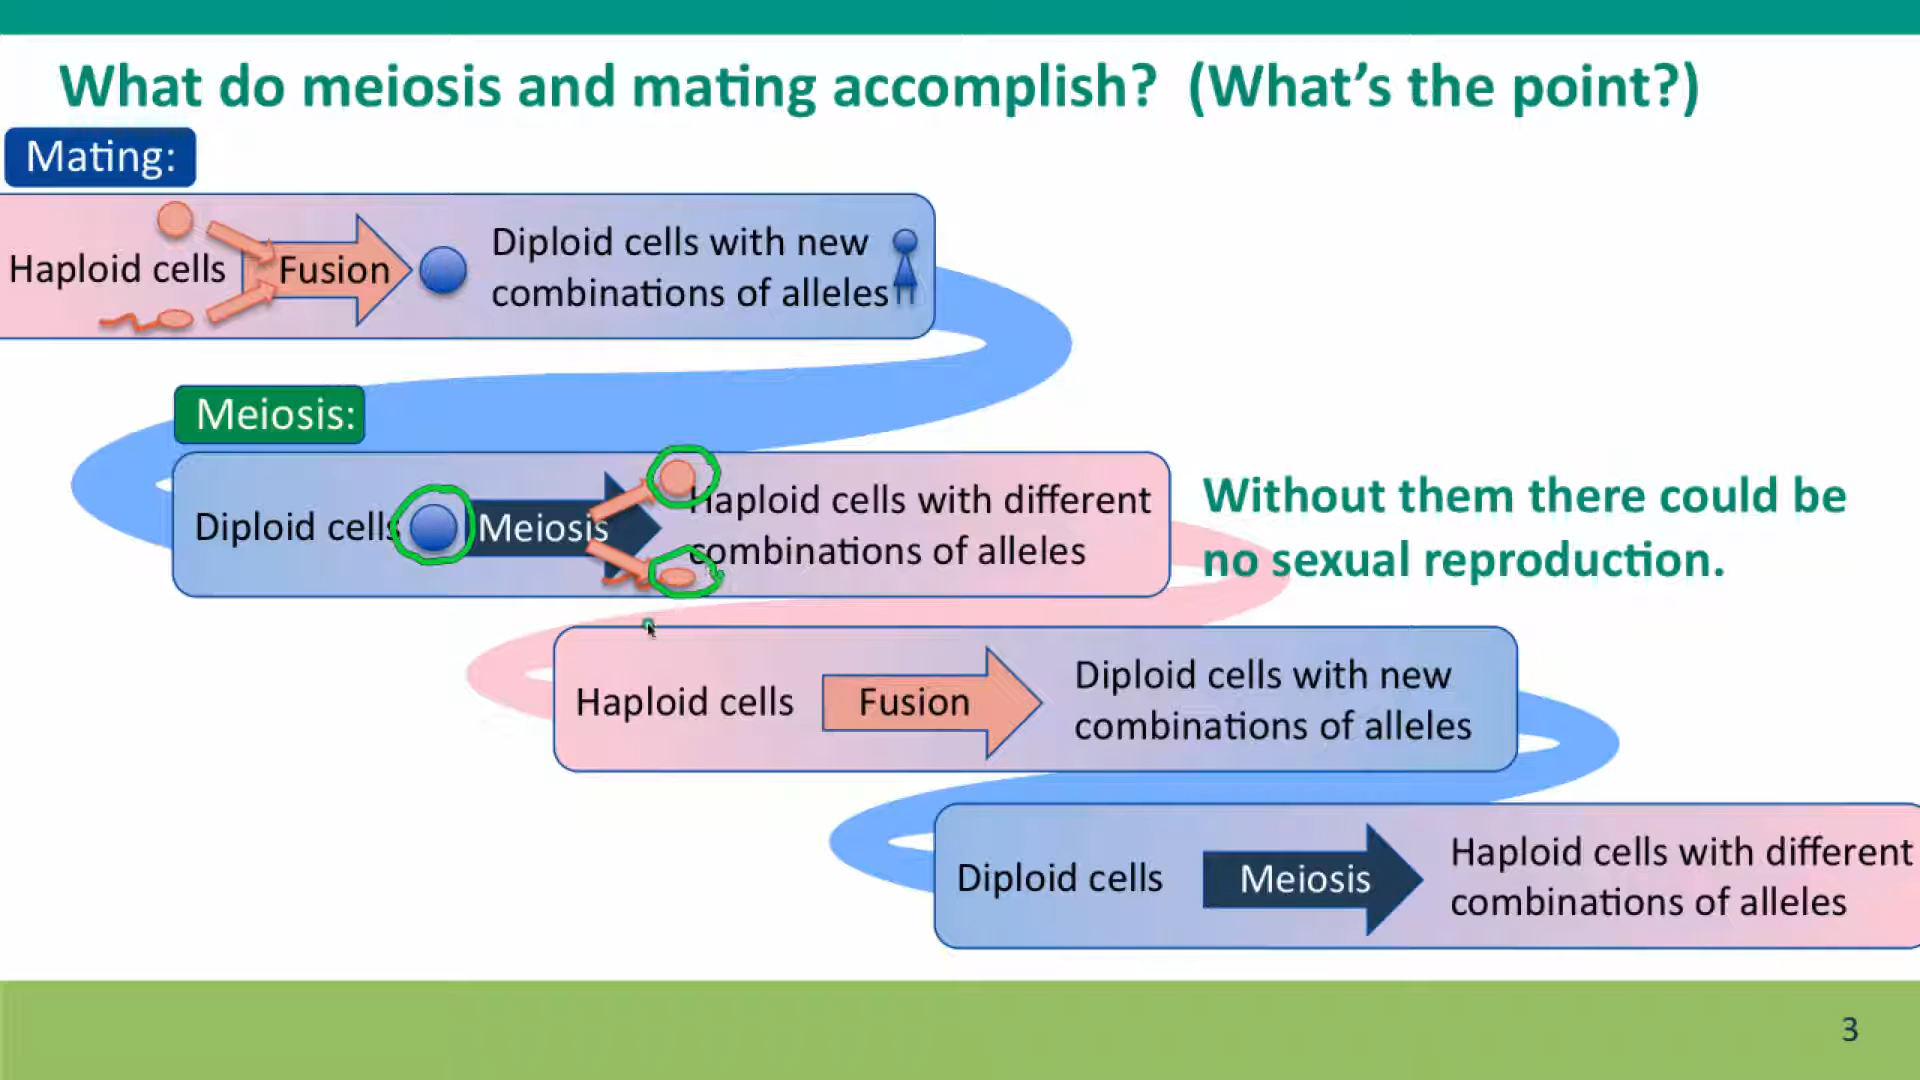 What do meiosis and mating accomplish? (What's the point?)
Mating:
Haploid cells
Fusion
Diploid cells with new
combinations of alleles
Meiosis:
Diploid cells
Meiosis
Haploid cells with different
combinations of alleles
Without them there could be
no sexual reproduction.
Haploid cells
Fusion
Diploid cells with new
combinations of alleles
Diploid cells
Meiosis
Haploid cells with different
combinations of alleles
3